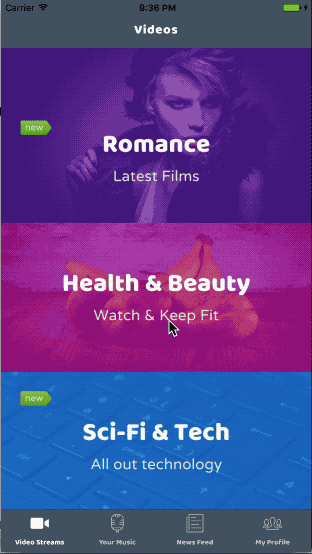 Carrier 9:36 PM
Videos
new
Romance
Latest Films
Health & Beauty
Watch & Keep Fit
new
Sci-Fi & Tech
All out technology
Video Streams Your Music News Feed My Profile